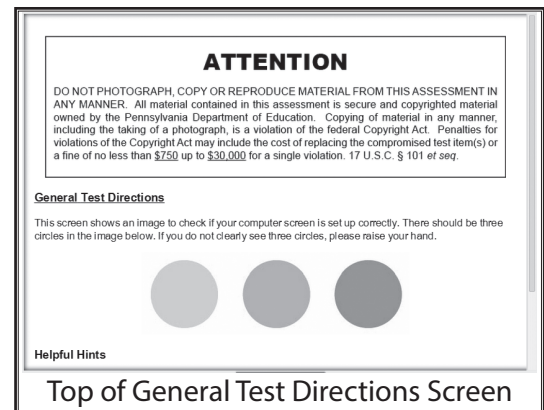 ATTENTION
DO NOT PHOTOGRAPH, COPY OR REPRODUCE MATERIAL FROM THIS ASSESSMENT IN
ANY MANNER. All material contained in this assessment is secure and copyrighted material
owned by the Pennsylvania Department of Education. Copying of material in any manner,
including the taking of a photograph, is a violation of the federal Copyright Act. Penalties for
violations of the Copyright Act may include the cost of replacing the compromised test item(s) or
a fine of no less than $750 up to $30,000 for a single violation. 17 U.S.C. § 101 et seq.
General Test Directions
This screen shows an image to check if your computer screen is set up correctly. There should be three
circles in the image below. If you do not clearly see three circles, please raise your hand.
Helpful Hints
Top of General Test Directions Screen